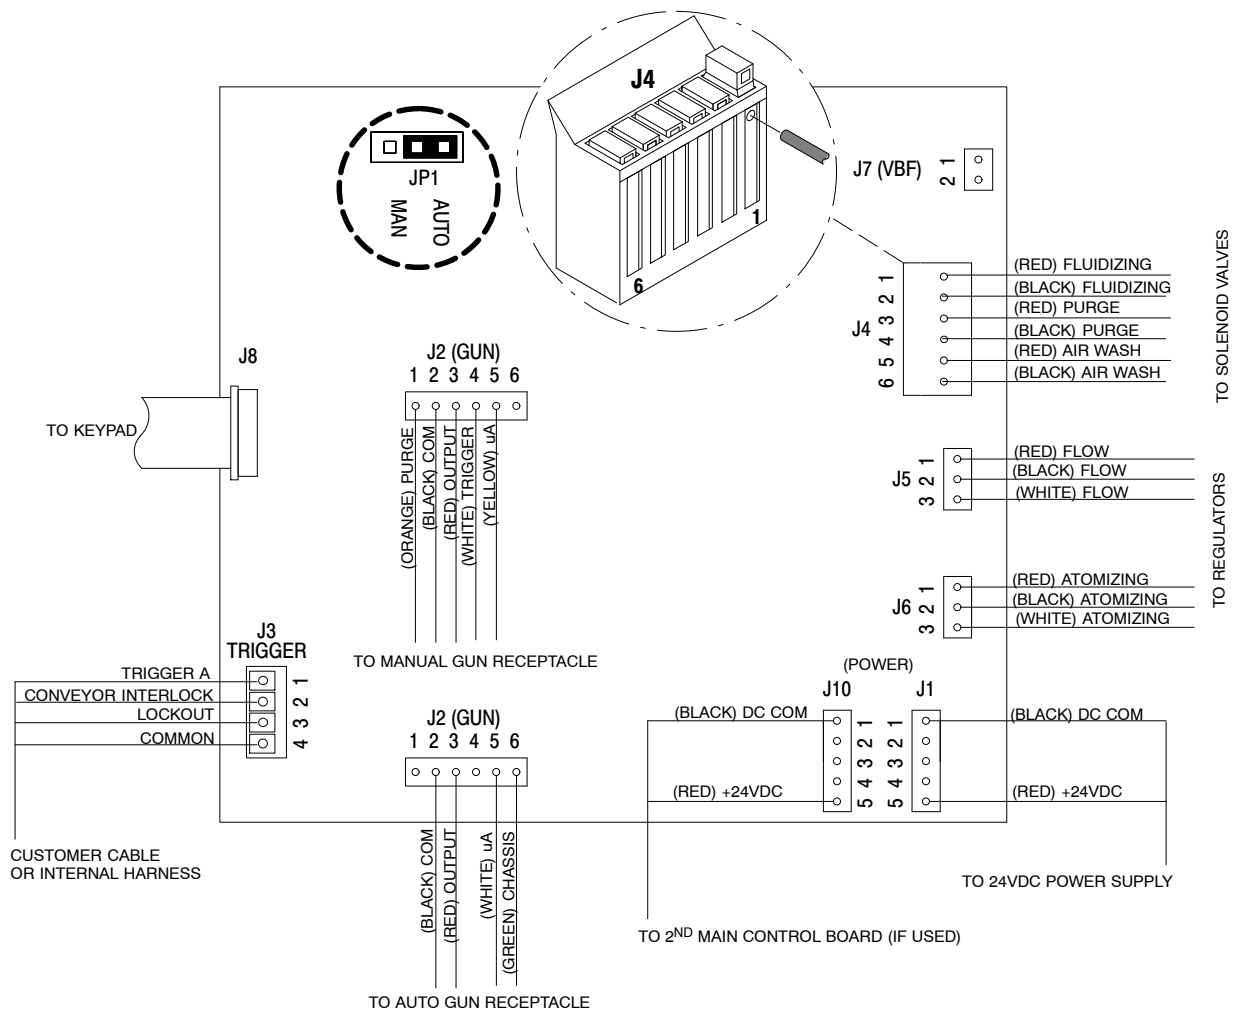 J4
1
6
JP1
MAN
AUTO
J7 (VBF)
1
2
J4
1
2
3
4
5
6
(RED) FLUIDIZING
(BLACK) FLUIDIZING
(RED) PURGE
(BLACK) PURGE
(RED) AIR WASH
(BLACK) AIR WASH
TO SOLENOID VALVES
J8
TO KEYPAD
J2 (GUN)
1 2 3 4 5 6
(ORANGE) PURGE
(BLACK) COM
(RED) OUTPUT
(WHITE) TRIGGER
(YELLOW) uA
TO MANUAL GUN RECEPTACLE
J5
1
2
3
(RED) FLOW
(BLACK) FLOW
(WHITE) FLOW
J6
1
2
3
(RED) ATOMIZING
(BLACK) ATOMIZING
(WHITE) ATOMIZING
TO REGULATORS
J3
TRIGGER
TRIGGER A
CONVEYOR INTERLOCK
LOCKOUT
COMMON
1
2
3
4
CUSTOMER CABLE
OR INTERNAL HARNESS
J2 (GUN)
1 2 3 4 5 6
(BLACK) COM
(RED) OUTPUT
(WHITE) uA
(GREEN) CHASSIS
TO AUTO GUN RECEPTACLE
(POWER)
J10 J1
(BLACK) DC COM
1 1
2 2
3 3
4 4
5 5
(RED) +24VDC
(BLACK) DC COM
(RED) +24VDC
TO 24VDC POWER SUPPLY
TO 2ND MAIN CONTROL BOARD (IF USED)